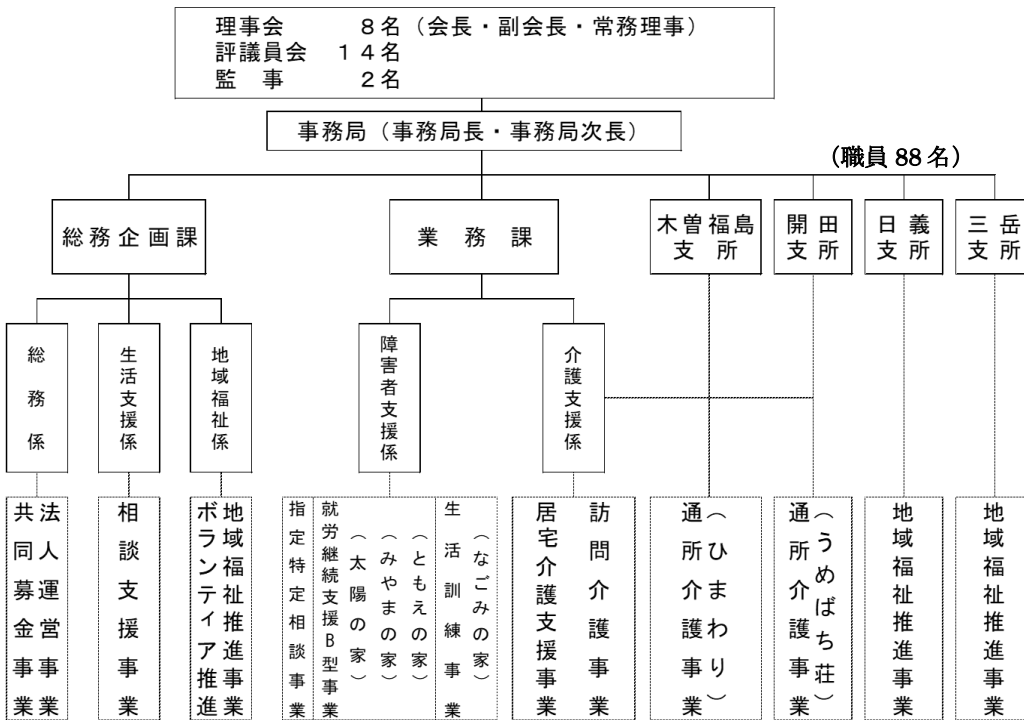 理事会 8名（会長・副会長・常務理事）
評議員会 14名
監事 2名
事務局（事務局長・事務局次長）
（職員 88 名）
総務企画課
業務課
木曽福島
支所
開田
支所
日義
支所
三岳
支所
総務係
生活支援係
地域福祉係
障害者支援係
介護支援係
法人運営事業
共同募金事業
相談支援事業
地域福祉推進事業
ボランティア推進
指定特定相談事業
就労継続支援Ｂ型事業
（太陽の家）
（みやまの家）
（ともえの家）
生活訓練事業
（なごみの家）
訪問介護事業
居宅介護支援事業
通所介護事業
（ひまわり）
通所介護事業
（うめばち荘）
地域福祉推進事業
地域福祉推進事業